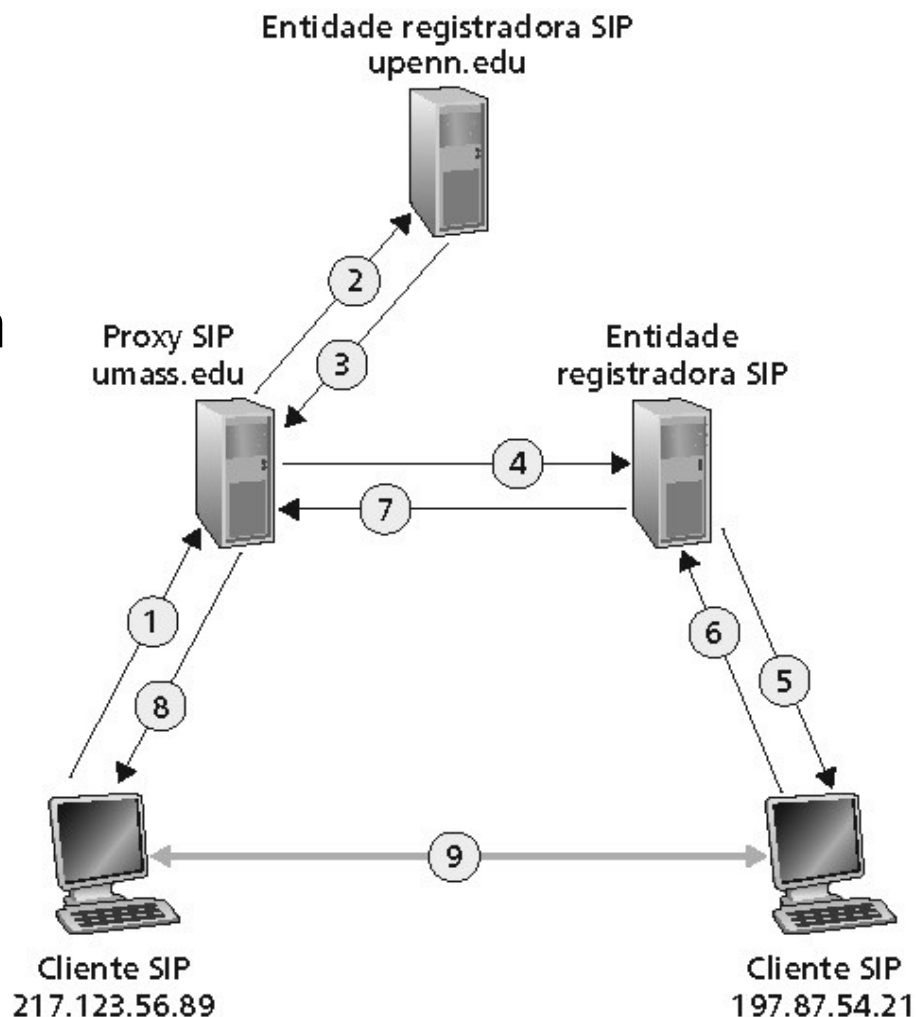 Entidade registradora SIP
upenn.edu
2
3
Proxy SIP
umass.edu
Entidade
registradora SIP
4
7
1
8
6
5
9
Cliente SIP
217.123.56.89
Cliente SIP
197.87.54.21